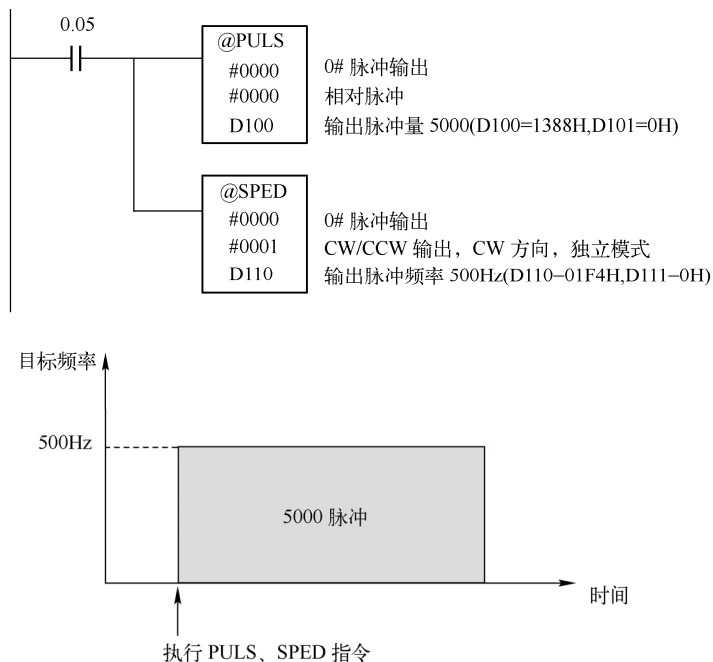 0.05
@PULS
#0000 0# 脉冲输出
#0000 相对脉冲
D100 输出脉冲量 5000(D100=1388H,D101=0H)
@SPED
#0000 0# 脉冲输出
#0001 CW/CCW 输出，CW 方向，独立模式
D110 输出脉冲频率 500Hz(D110−01F4H,D111−0H)
目标频率
500Hz
5000 脉冲
时间
执行 PULS、SPED 指令